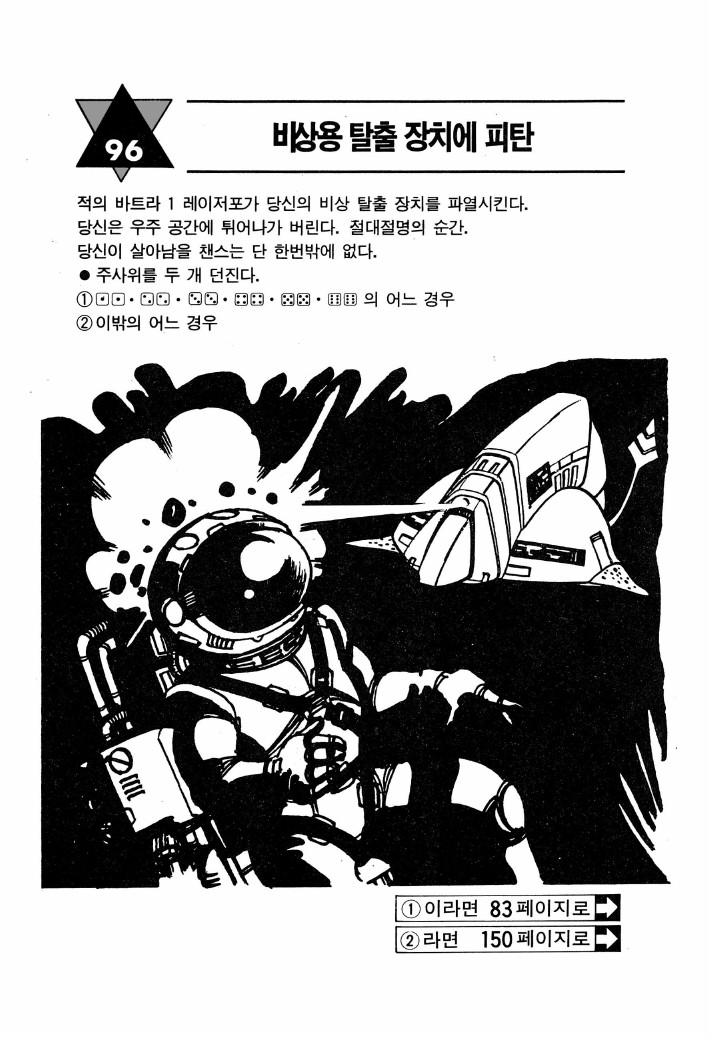 96
비상용 탈출 장치에 피탄
적의 바트라 1 레이저포가 당신의 비상 탈출 장치를 파열시킨다.
당신은 우주 공간에 튀어나가 버린다. 절대절명의 순간.
당신이 살아남을 챈스는 단 한번밖에 없다.
● 주사위를 두 개 던진다.
①⚀⚀・⚁⚁・⚂⚂・⚃⚃・⚄⚄・⚅⚅ 의 어느 경우
②이밖의 어느 경우
①이라면 83페이지로➡
②라면 150페이지로➡